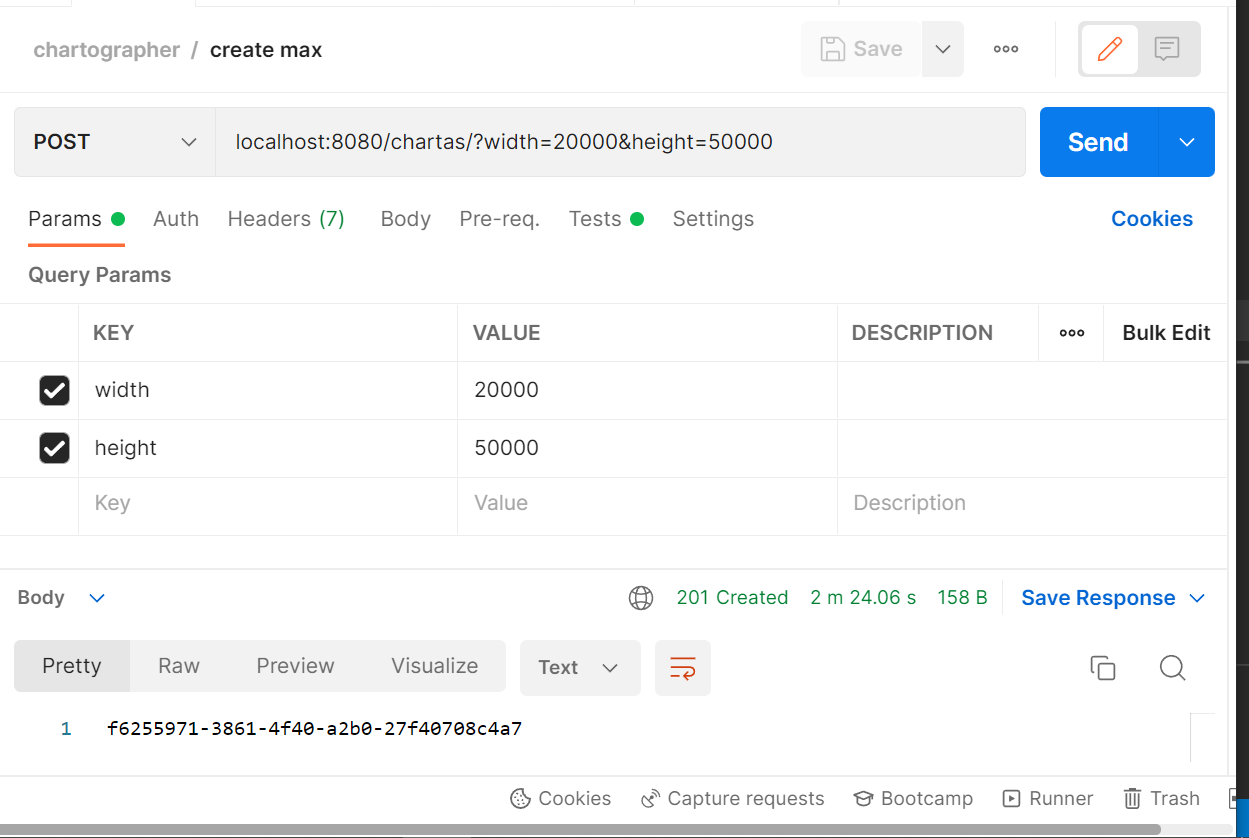 chartographer / create max
Save
POST
localhost:8080/chartas/?width=20000&height=50000
Send
Params Auth Headers (7) Body Pre-req. Tests Settings Cookies
Query Params
KEY VALUE DESCRIPTION Bulk Edit
width 20000
height 50000
Key Value Description
Body 201 Created 2 m 24.06 s 158 B Save Response
Pretty Raw Preview Visualize Text
1 f6255971-3861-4f40-a2b0-27f40708c4a7
Cookies Capture requests Bootcamp Runner Trash